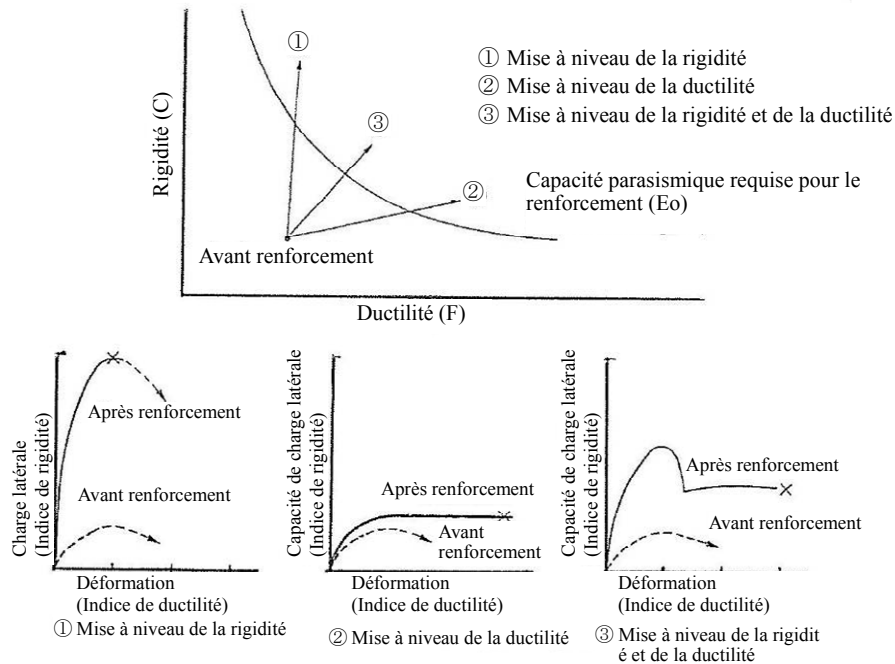 ①
① Mise à niveau de la rigidité
② Mise à niveau de la ductilité
③
③ Mise à niveau de la rigidité et de la ductilité
Rigidité (C)
②
Capacité parasismique requise pour le
renforcement (Eo)
Avant renforcement
Ductilité (F)
Charge latérale
(Indice de rigidité)
Après renforcement
Avant renforcement
Déformation
(Indice de ductilité)
① Mise à niveau de la rigidité
Capacité de charge latérale
(Indice de rigidité)
Après renforcement
Avant
renforcement
Déformation
(Indice de ductilité)
② Mise à niveau de la ductilité
Capacité de charge latérale
(Indice de rigidité)
Après renforcement
Avant renforcement
Déformation
(Indice de ductilité)
③ Mise à niveau de la rigidit
é et de la ductilité